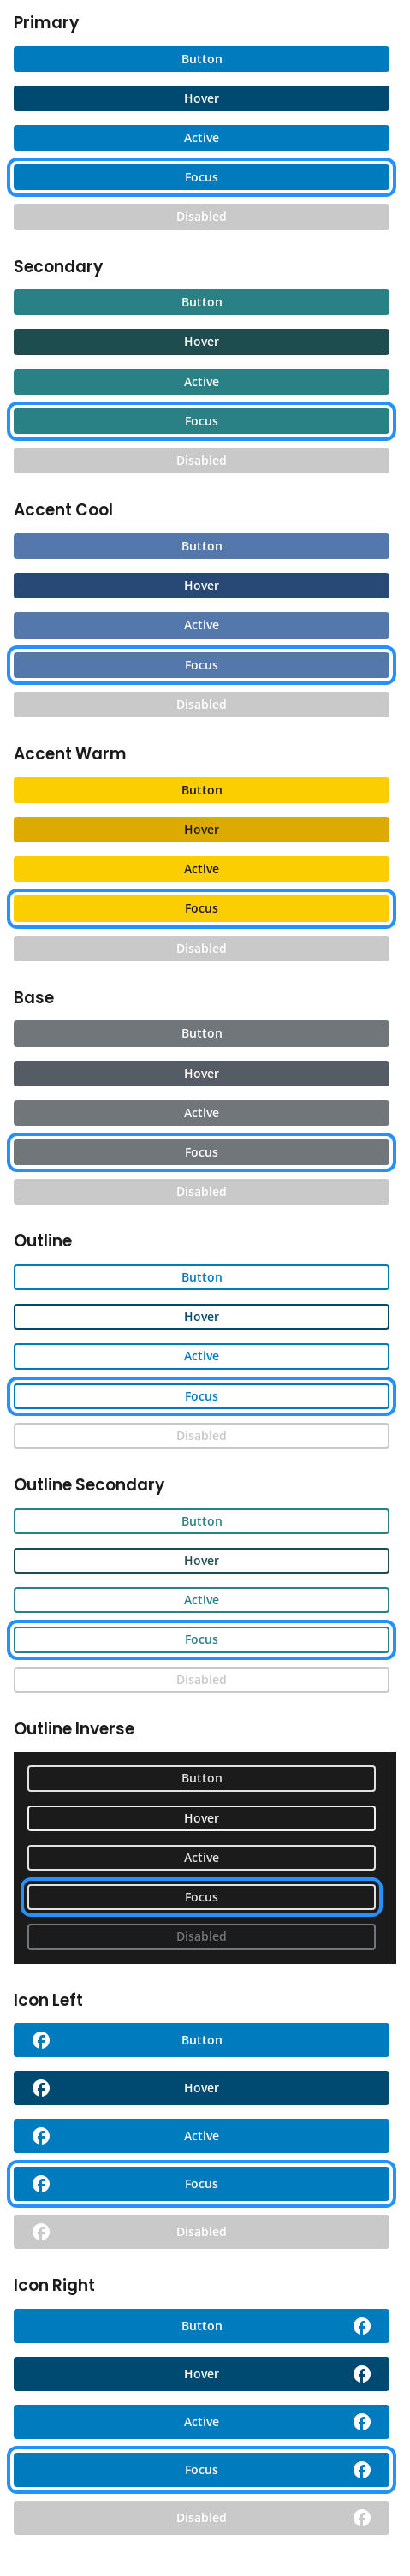 Primary
Button
Hover
Active
Focus
Disabled
Secondary
Button
Hover
Active
Focus
Disabled
Accent Cool
Button
Hover
Active
Focus
Disabled
Accent Warm
Button
Hover
Active
Focus
Disabled
Base
Button
Hover
Active
Focus
Disabled
Outline
Button
Hover
Active
Focus
Disabled
Outline Secondary
Button
Hover
Active
Focus
Disabled
Outline Inverse
Button
Hover
Active
Focus
Disabled
Icon Left
Button
Hover
Active
Focus
Disabled
Icon Right
Button
Hover
Active
Focus
Disabled